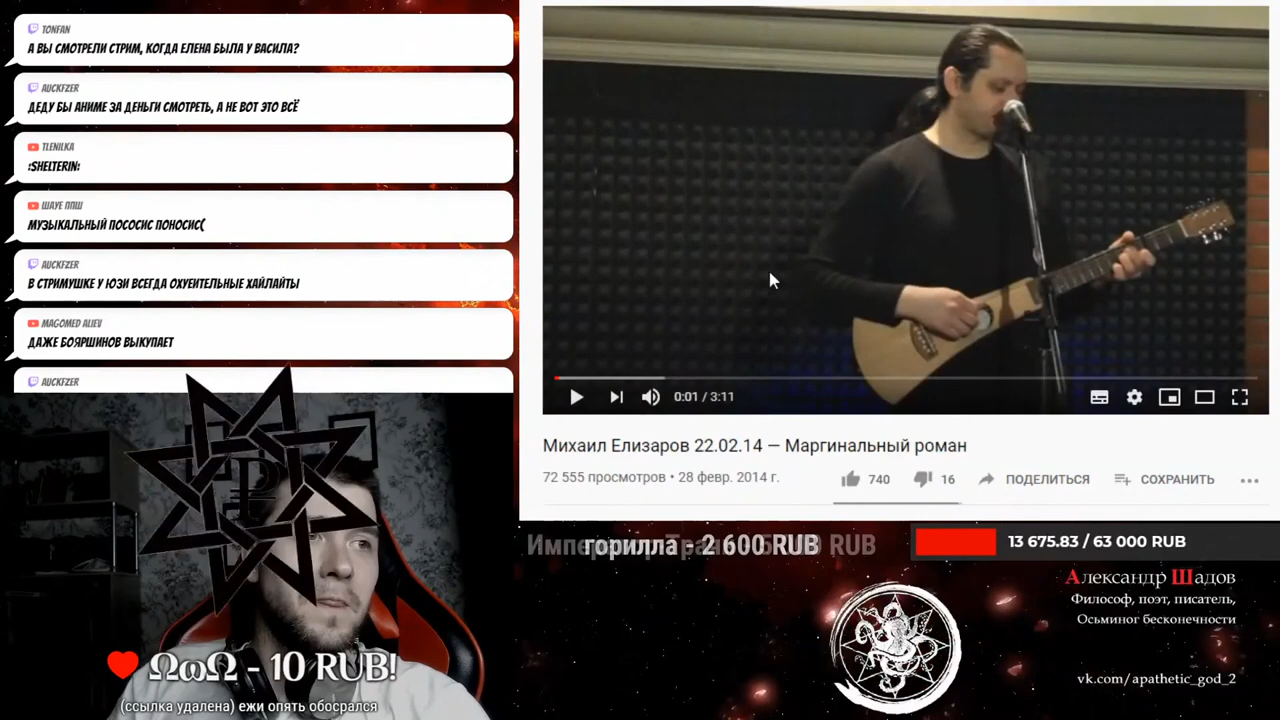 TONFAN
А ВЫ СМОТРЕЛИ СТРИМ, КОГДА ЕЛЕНА БЫЛА У ВАСИЛА?
AUCKFZER
ДЕДУ БЫ АНИМЕ ЗА ДЕНЬГИ СМОТРЕТЬ, А НЕ ВОТ ЭТО ВСЁ
TLENILKA
:SHELTERIN:
ШАУЕ ППШ
МУЗЫКАЛЬНЫЙ ПОСОСИС ПОНОСИС(
AUCKFZER
В СТРИМУШКЕ У ЮЗИ ВСЕГДА ОХУЕИТЕЛЬНЫЕ ХАЙЛАЙТЫ
MAGOMED ALIEV
ДАЖЕ БОЯРШИНОВ ВЫКУПАЕТ
AUCKFZER
₽
ΩωΩ - 10 RUB!
(ссылка удалена) ежи опять обосрался
0:01 / 3:11
Михаил Елизаров 22.02.14 — Маргинальный роман
72 555 просмотров • 28 февр. 2014 г.
740
16
ПОДЕЛИТЬСЯ
СОХРАНИТЬ
горилла - 2 600 RUB
RUB
13 675.83 / 63 000 RUB
Александр Шадов
Философ, поэт, писатель,
Осьминог бесконечности
vk.com/apathetic_god_2